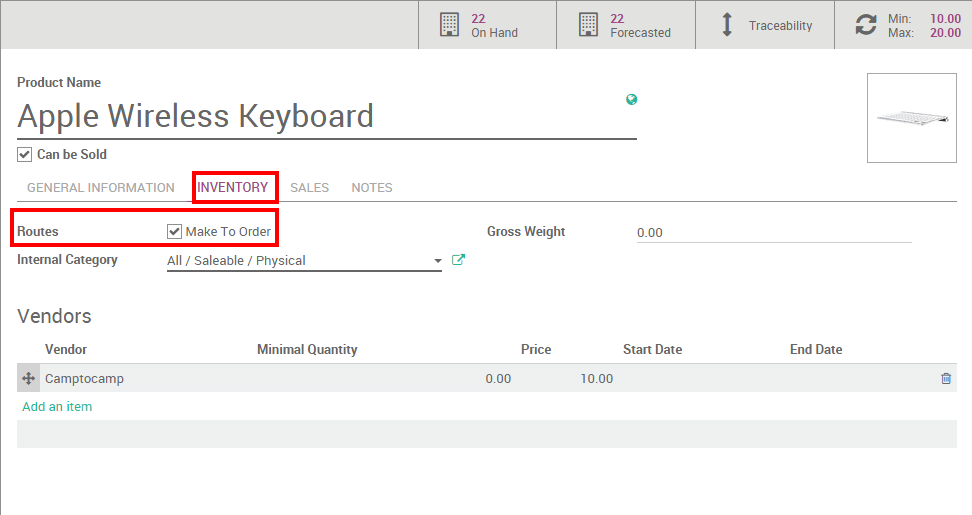 22 On Hand
22 Forecasted
Traceability
Min: 10.00
Max: 20.00
Product Name
Apple Wireless Keyboard
Can be Sold
GENERAL INFORMATION INVENTORY SALES NOTES
Routes Make To Order Gross Weight 0.00
Internal Category All / Saleable / Physical
Vendors
Vendor Minimal Quantity Price Start Date End Date
Camptocamp 0.00 10.00
Add an item